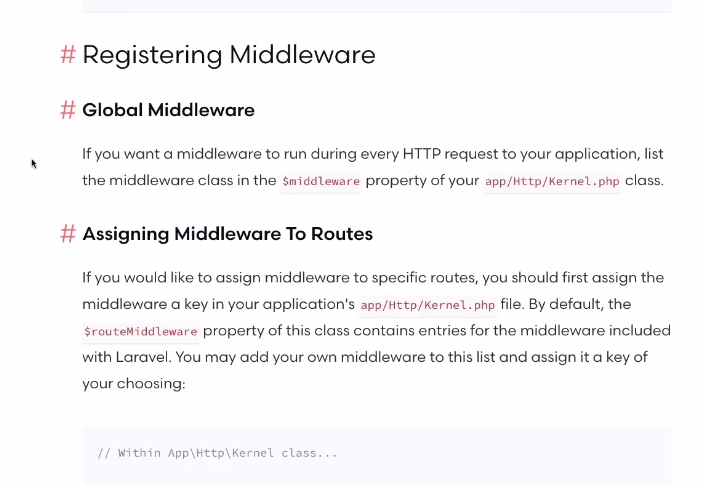 # Registering Middleware
# Global Middleware
If you want a middleware to run during every HTTP request to your application, list
the middleware class in the $middleware property of your app/Http/Kernel.php class.
# Assigning Middleware To Routes
If you would like to assign middleware to specific routes, you should first assign the
middleware a key in your application's app/Http/Kernel.php file. By default, the
$routeMiddleware property of this class contains entries for the middleware included
with Laravel. You may add your own middleware to this list and assign it a key of
your choosing:
// Within App\Http\Kernel class...